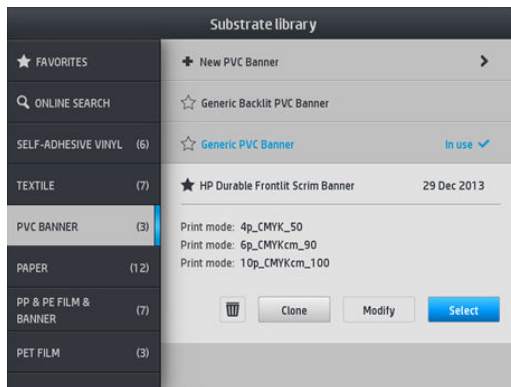 Substrate library
FAVORITES
ONLINE SEARCH
SELF-ADHESIVE VINYL (6)
TEXTILE (7)
PVC BANNER (3)
PAPER (12)
PP & PE FILM &
BANNER (7)
PET FILM (3)
New PVC Banner
Generic Backlit PVC Banner
Generic PVC Banner In use
HP Durable Frontlit Scrim Banner 29 Dec 2013
Print mode: 4p_CMYK_50
Print mode: 6p_CMYKcm_90
Print mode: 10p_CMYKcm_100
Clone Modify Select